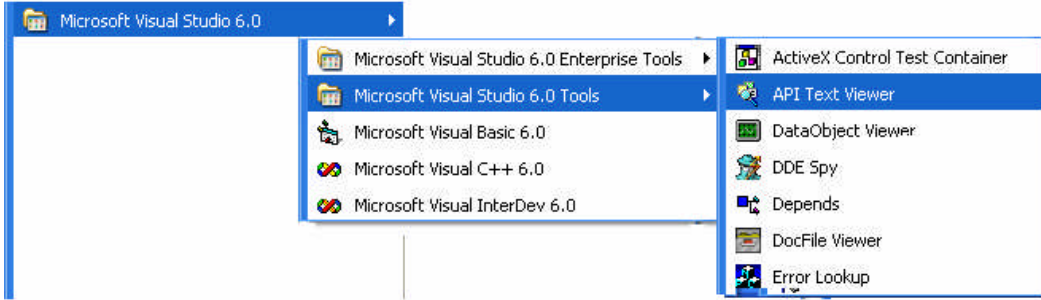 Microsoft Visual Studio 6.0
Microsoft Visual Studio 6.0 Enterprise Tools
Microsoft Visual Studio 6.0 Tools
Microsoft Visual Basic 6.0
Microsoft Visual C++ 6.0
Microsoft Visual InterDev 6.0
ActiveX Control Test Container
API Text Viewer
DataObject Viewer
DDE Spy
Depends
DocFile Viewer
Error Lookup